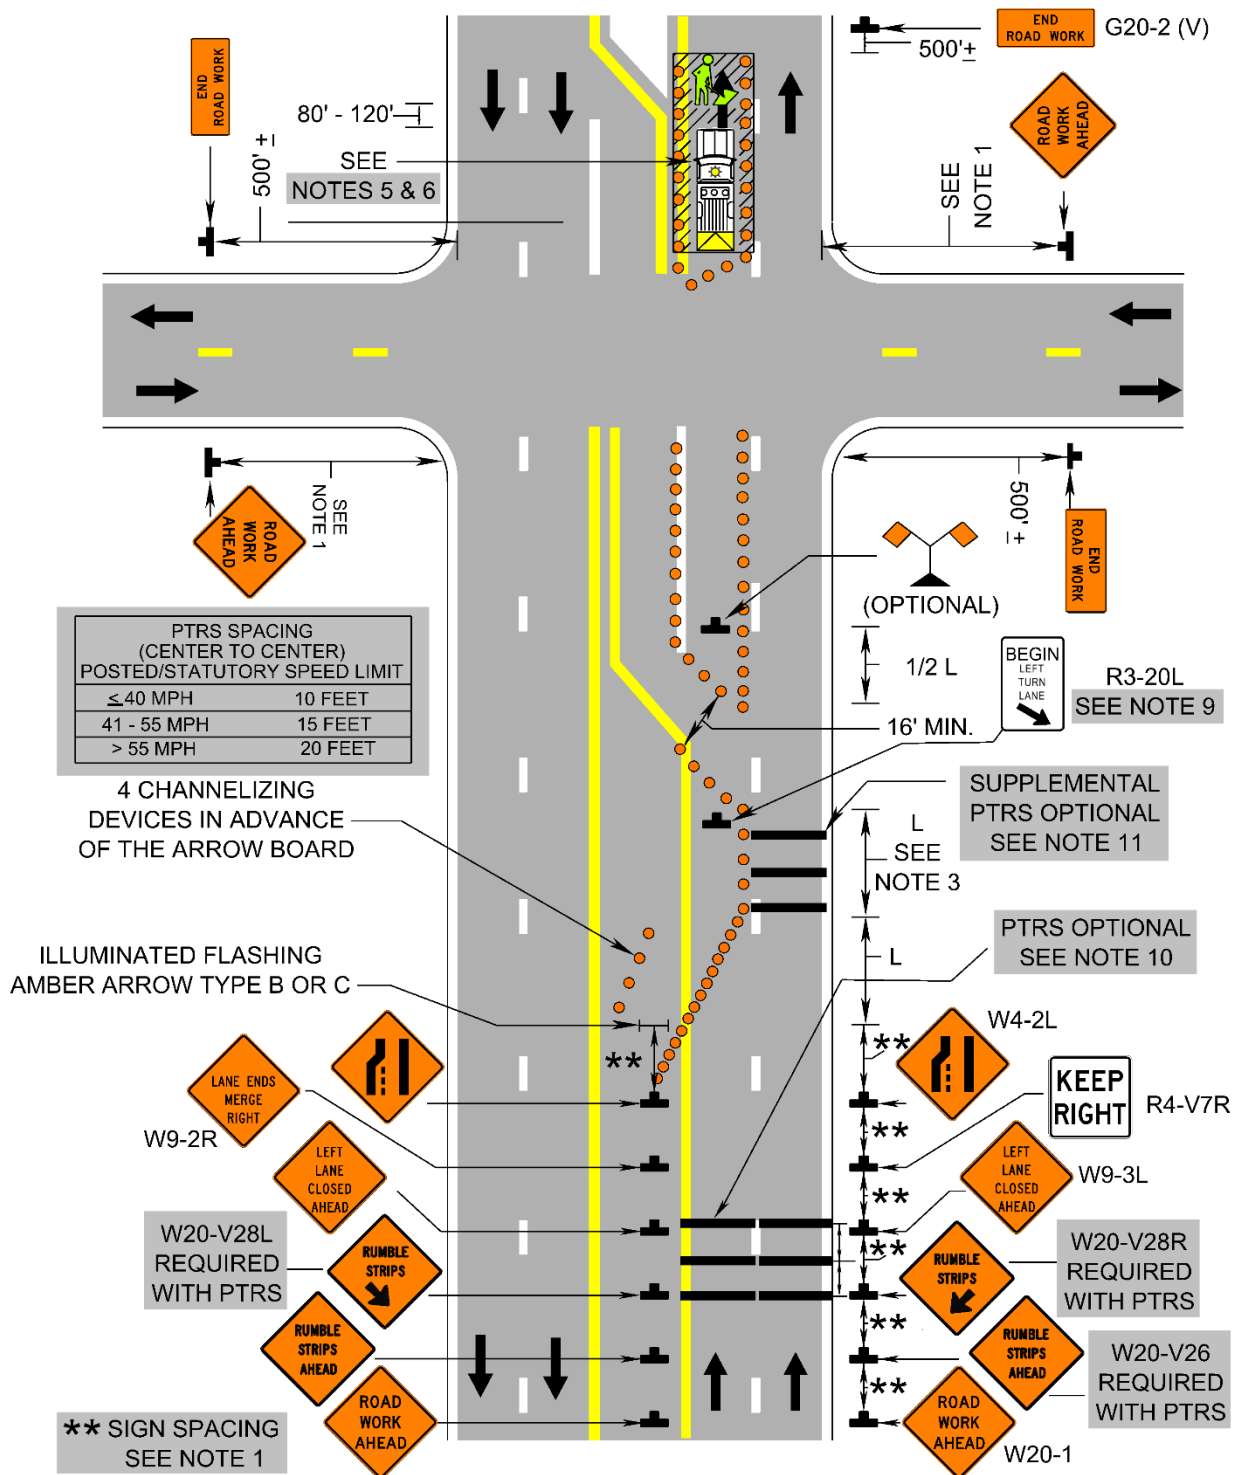 END
ROAD WORK
G20-2 (V)
500'±
END
ROAD WORK
80' - 120'
500' ±
SEE
NOTES 5 & 6
SEE
NOTE 1
ROAD
WORK
AHEAD
ROAD
WORK
AHEAD
SEE
NOTE 1
500'±
END
ROAD WORK
(OPTIONAL)
PTRS SPACING
(CENTER TO CENTER)
POSTED/STATUTORY SPEED LIMIT
≤40 MPH 10 FEET
41 - 55 MPH 15 FEET
> 55 MPH 20 FEET
1/2 L
BEGIN
LEFT
TURN
LANE
R3-20L
SEE NOTE 9
16' MIN.
4 CHANNELIZING
DEVICES IN ADVANCE
OF THE ARROW BOARD
SUPPLEMENTAL
PTRS OPTIONAL
SEE NOTE 11
L
SEE
NOTE 3
ILLUMINATED FLASHING
AMBER ARROW TYPE B OR C
L
PTRS OPTIONAL
SEE NOTE 10
**
**
W4-2L
LANE ENDS
MERGE
RIGHT
W9-2R
KEEP
RIGHT
R4-V7R
**
LEFT
LANE
CLOSED
AHEAD
**
LEFT
LANE
CLOSED
AHEAD
W9-3L
W20-V28L
REQUIRED
WITH PTRS
RUMBLE
STRIPS
**
RUMBLE
STRIPS
W20-V28R
REQUIRED
WITH PTRS
RUMBLE
STRIPS
AHEAD
**
RUMBLE
STRIPS
AHEAD
W20-V26
REQUIRED
WITH PTRS
ROAD
WORK
AHEAD
**
ROAD
WORK
AHEAD
W20-1
** SIGN SPACING
SEE NOTE 1